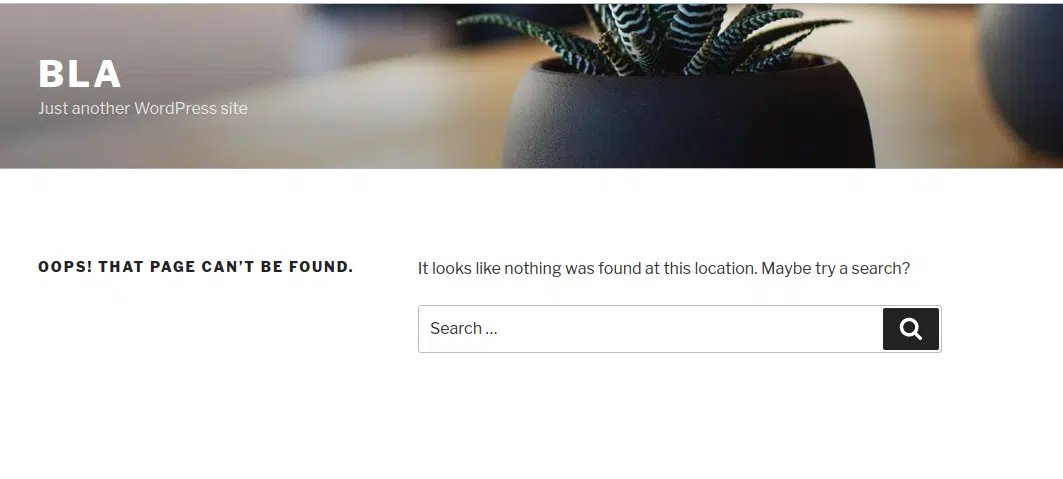 BLA
Just another WordPress site
OOPS! THAT PAGE CAN’T BE FOUND.
It looks like nothing was found at this location. Maybe try a search?
Search …